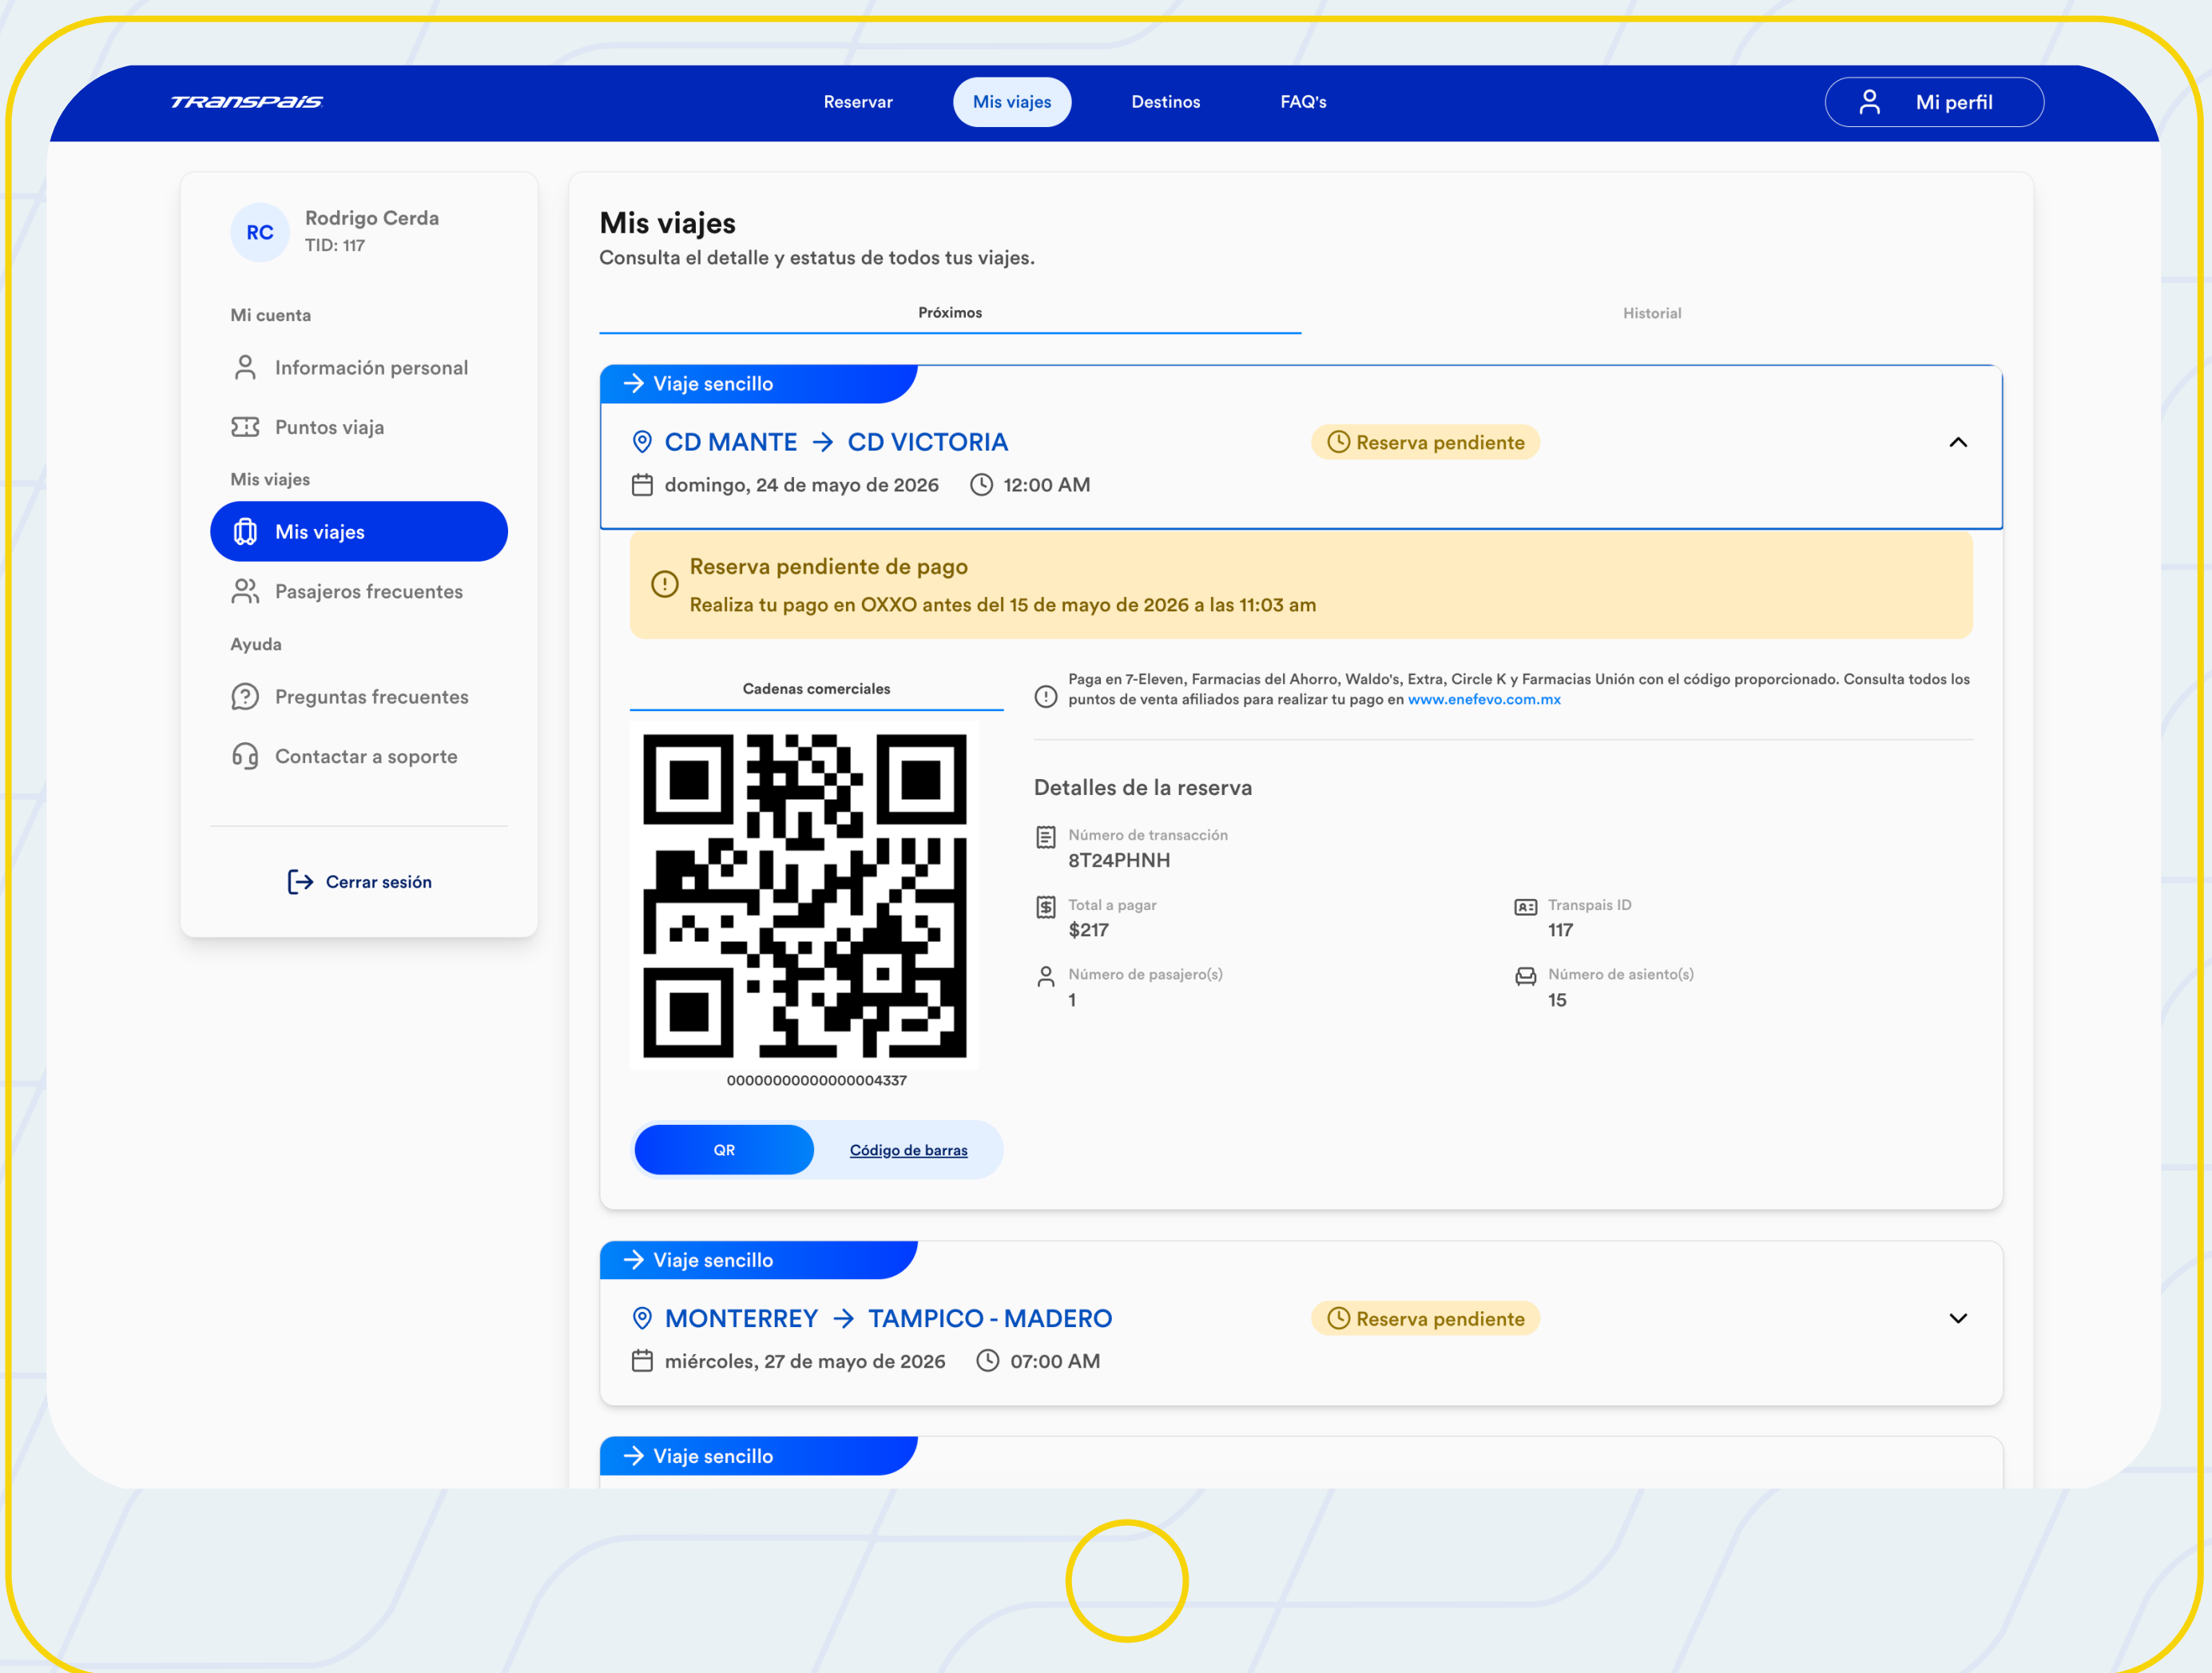 TRANSPAÍS
Reservar
Mis viajes
Destinos
FAQ's
Mi perfil
RC
Rodrigo Cerda
TID: 117
Mi cuenta
Información personal
Puntos viaja
Mis viajes
Mis viajes
Pasajeros frecuentes
Ayuda
Preguntas frecuentes
Contactar a soporte
Cerrar sesión
Mis viajes
Consulta el detalle y estatus de todos tus viajes.
Próximos
Historial
Viaje sencillo
CD MANTE → CD VICTORIA
Reserva pendiente
domingo, 24 de mayo de 2026
12:00 AM
Reserva pendiente de pago
Realiza tu pago en OXXO antes del 15 de mayo de 2026 a las 11:03 am
Cadenas comerciales
Paga en 7-Eleven, Farmacias del Ahorro, Waldo's, Extra, Circle K y Farmacias Unión con el código proporcionado. Consulta todos los
puntos de venta afiliados para realizar tu pago en www.enefevo.com.mx
Detalles de la reserva
Número de transacción
8T24PHNH
Total a pagar
$217
Transpais ID
117
Número de pasajero(s)
1
Número de asiento(s)
15
00000000000000004337
QR
Código de barras
Viaje sencillo
MONTERREY → TAMPICO - MADERO
Reserva pendiente
miércoles, 27 de mayo de 2026
07:00 AM
Viaje sencillo